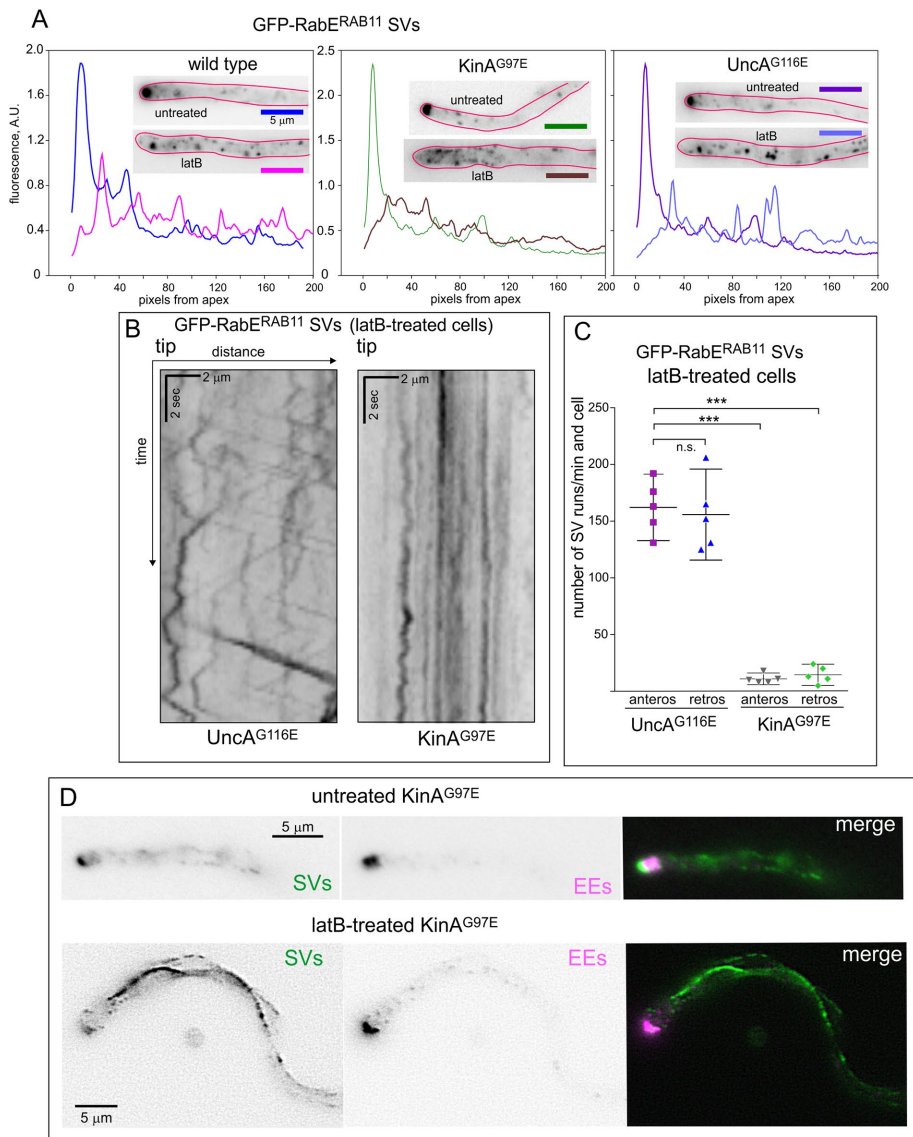 A
GFP-RabE^RAB11 SVs
fluorescence, A.U.
2.0
1.6
1.2
0.8
0.4
0
wild type
untreated
5 μm
latB
0 40 80 120 160 200
pixels from apex
2.5
2.0
1.5
1.0
0.5
0
KinA^G97E
untreated
latB
0 40 80 120 160 200
pixels from apex
UncA^G116E
untreated
latB
0 40 80 120 160 200
pixels from apex
B
GFP-RabE^RAB11 SVs (latB-treated cells)
tip
distance
time
2 μm
2 sec
UncA^G116E
tip
2 μm
2 sec
KinA^G97E
C
GFP-RabE^RAB11 SVs
latB-treated cells
number of SV runs/min and cell
250
200
150
100
50
***
***
n.s.
anteros retros anteros retros
UncA^G116E KinA^G97E
D
untreated KinA^G97E
5 μm
SVs
EEs
merge
latB-treated KinA^G97E
SVs
EEs
merge
5 μm